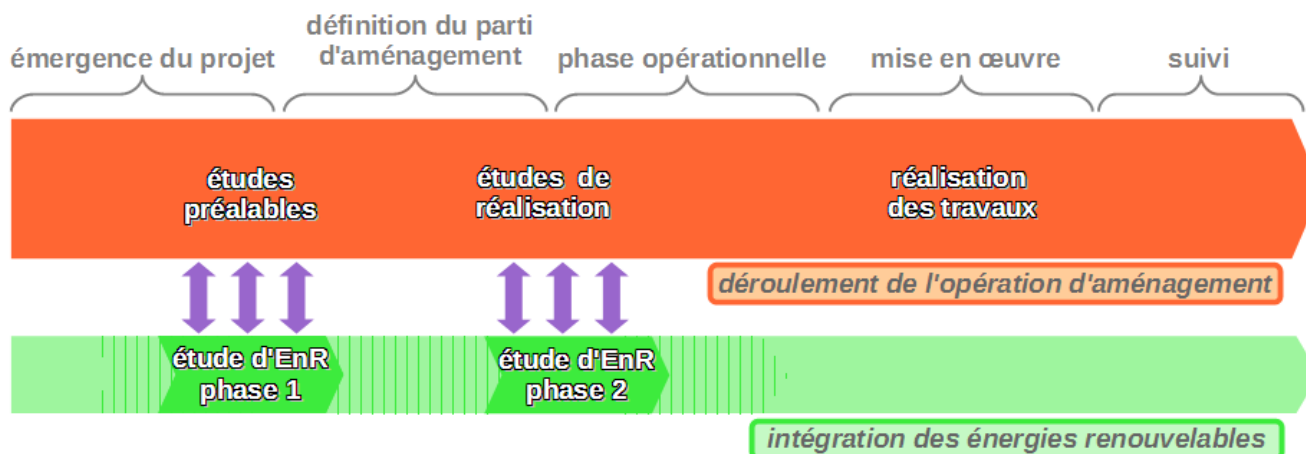 émergence du projet
définition du parti
d'aménagement
phase opérationnelle
mise en œuvre
suivi
études
préalables
études de
réalisation
réalisation
des travaux
déroulement de l'opération d'aménagement
étude d'EnR
phase 1
étude d'EnR
phase 2
intégration des énergies renouvelables